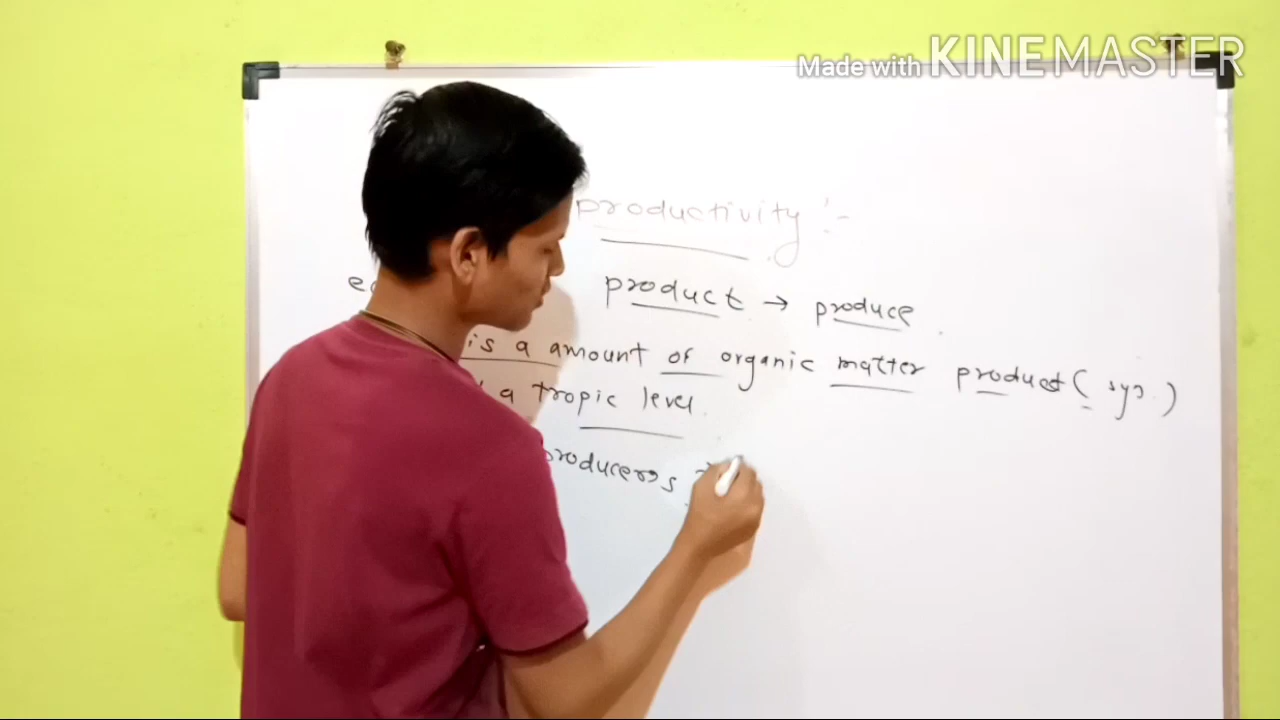 Made with KINEMASTER
productivity :-
product → produce
is a amount of organic matter product ( sys. )
a tropic level.
producers